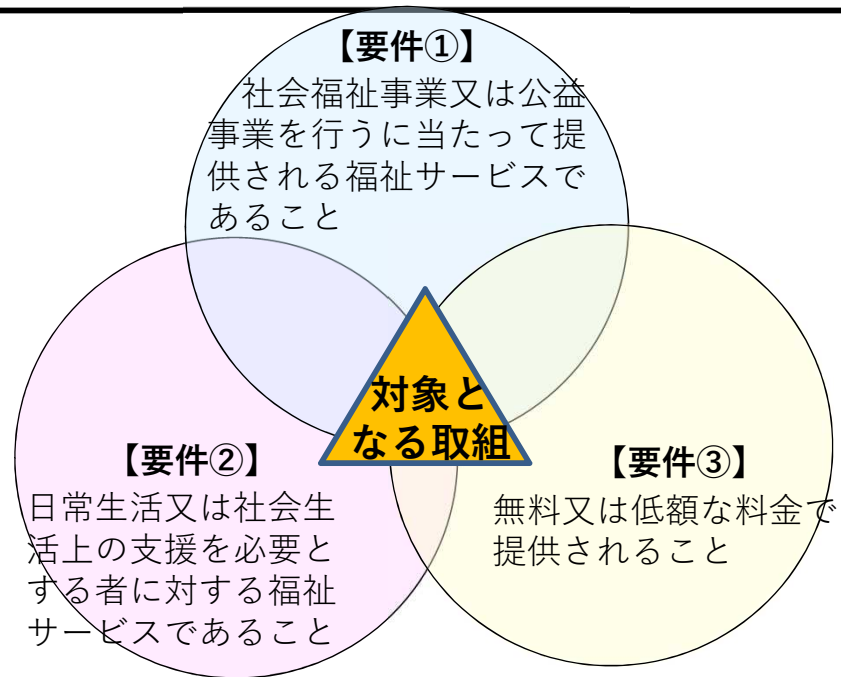 【要件①】
社会福祉事業又は公益
事業を行うに当たって提
供される福祉サービスで
あること
対象と
なる取組
【要件②】
日常生活又は社会生
活上の支援を必要と
する者に対する福祉
サービスであること
【要件③】
無料又は低額な料金で
提供されること